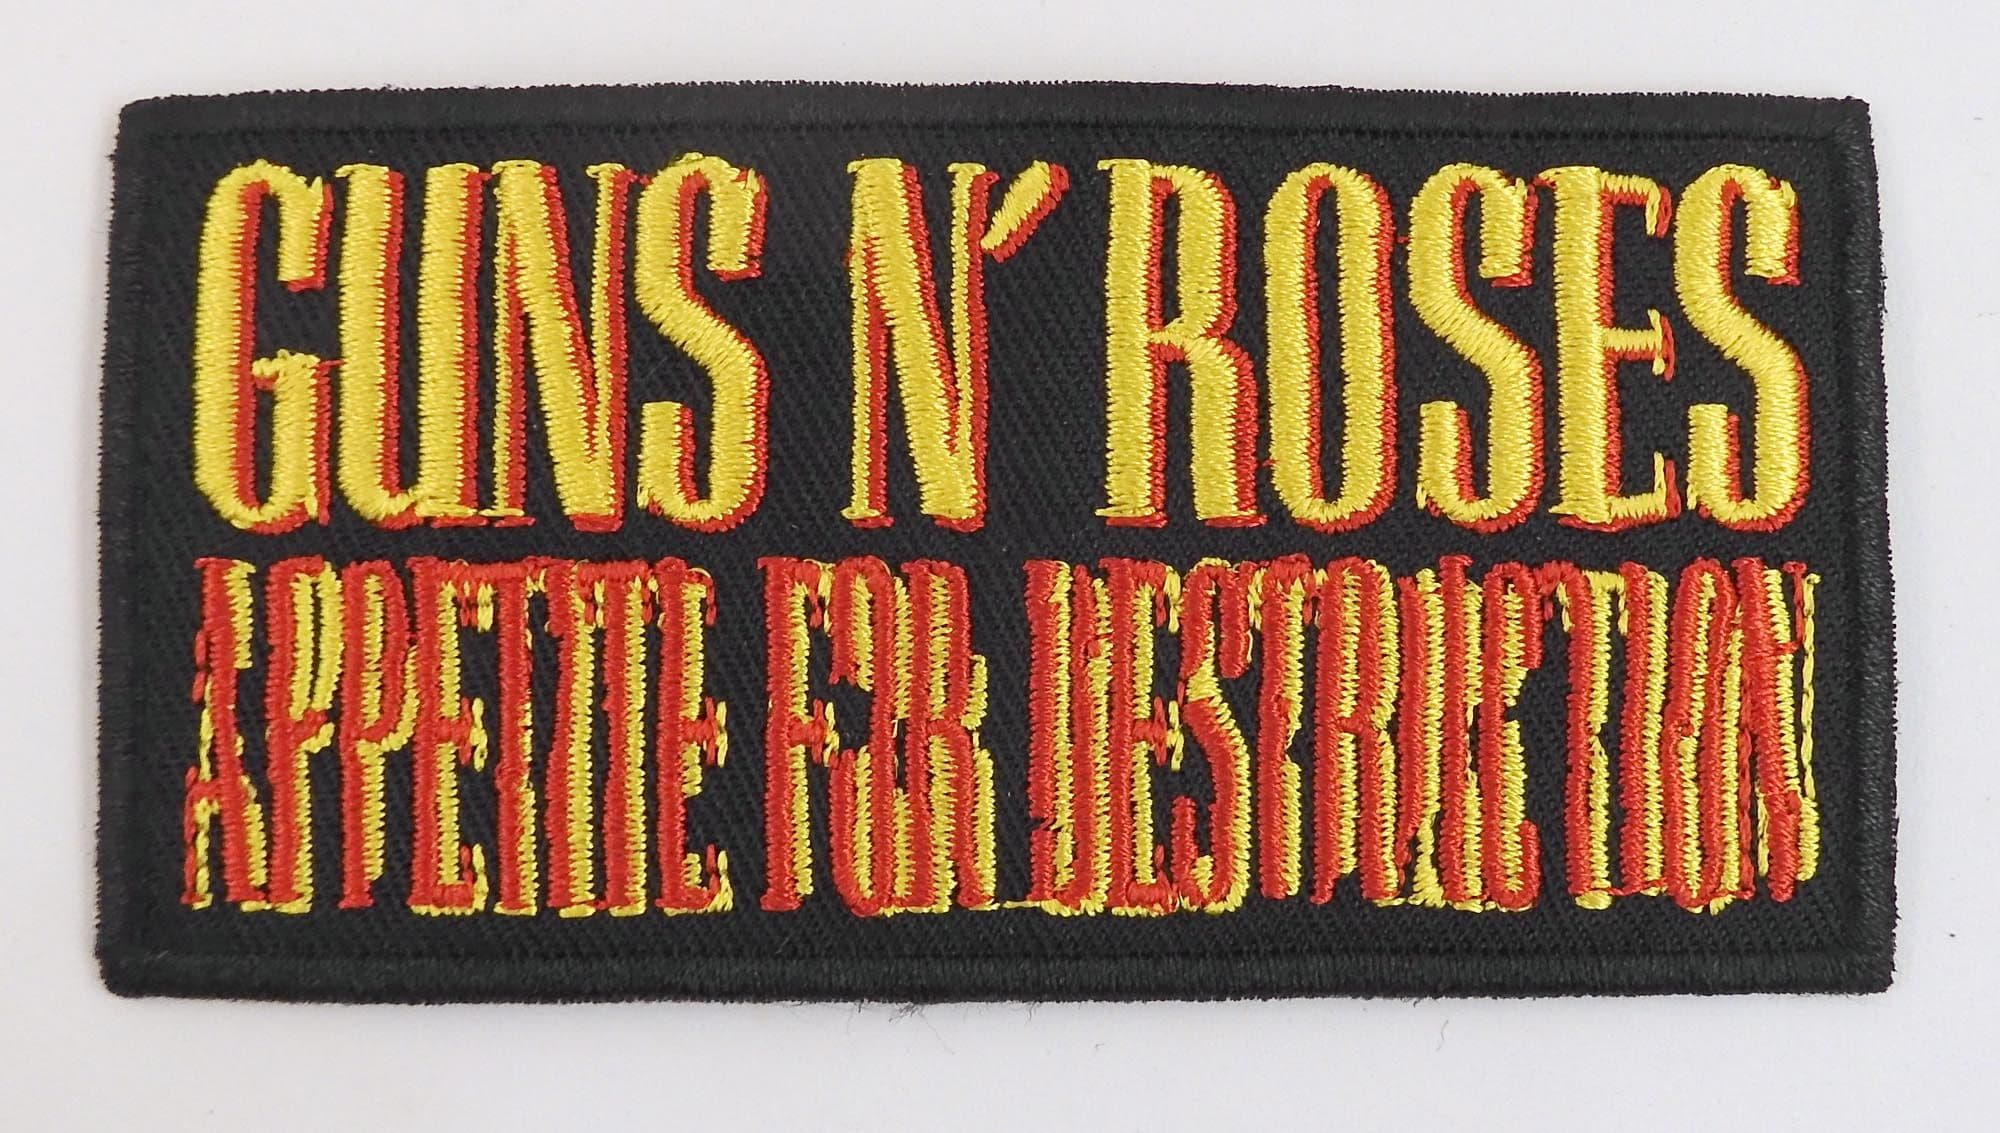 GUNS N' ROSES
APPETITE FOR DESTRUCTION